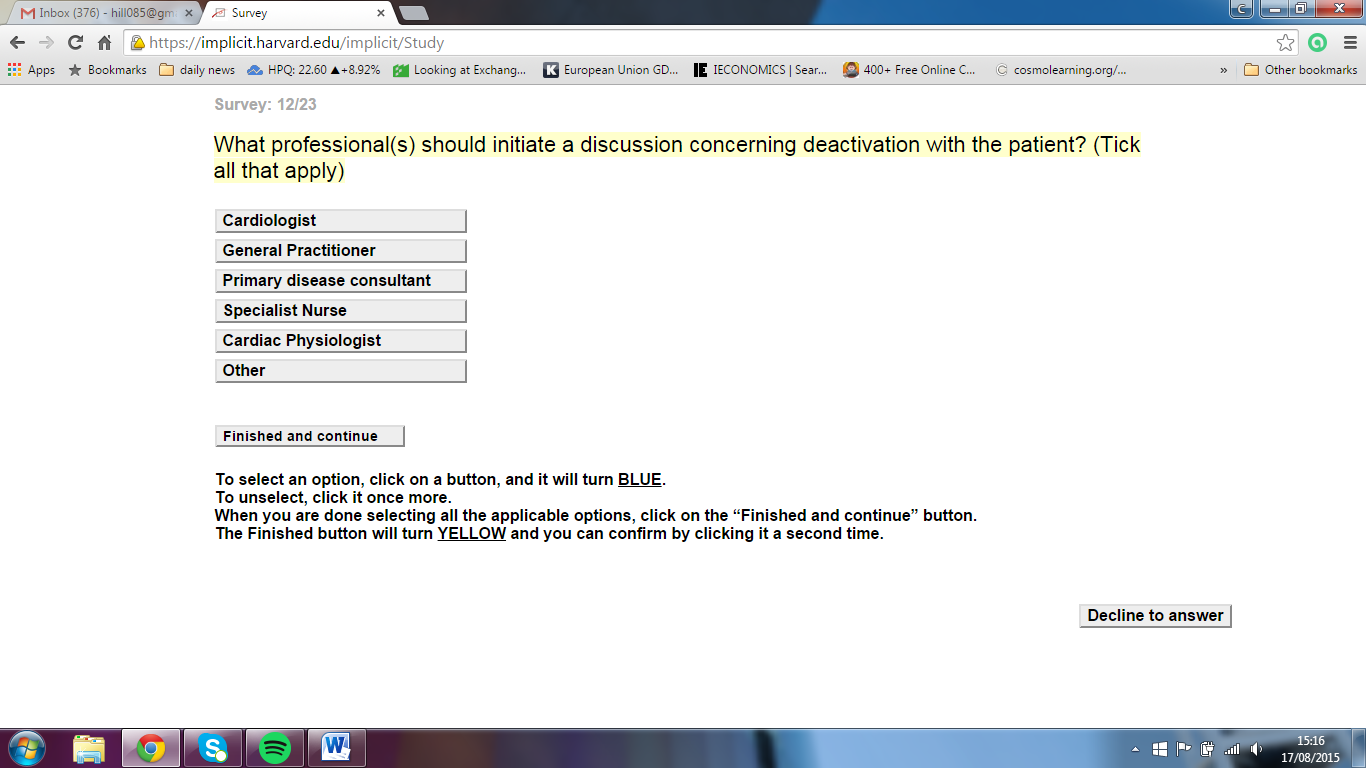 Inbox (376) - hill085@gm
Survey
C
https://implicit.harvard.edu/implicit/Study
Apps Bookmarks daily news HPQ: 22.60 ▲+8.92% Looking at Exchang... K European Union GD... IE IECONOMICS | Sear... 400+ Free Online C... cosmolearning.org/... » Other bookmarks
Survey: 12/23
What professional(s) should initiate a discussion concerning deactivation with the patient? (Tick
all that apply)
Cardiologist
General Practitioner
Primary disease consultant
Specialist Nurse
Cardiac Physiologist
Other
Finished and continue
To select an option, click on a button, and it will turn BLUE.
To unselect, click it once more.
When you are done selecting all the applicable options, click on the “Finished and continue” button.
The Finished button will turn YELLOW and you can confirm by clicking it a second time.
Decline to answer
15:16
17/08/2015